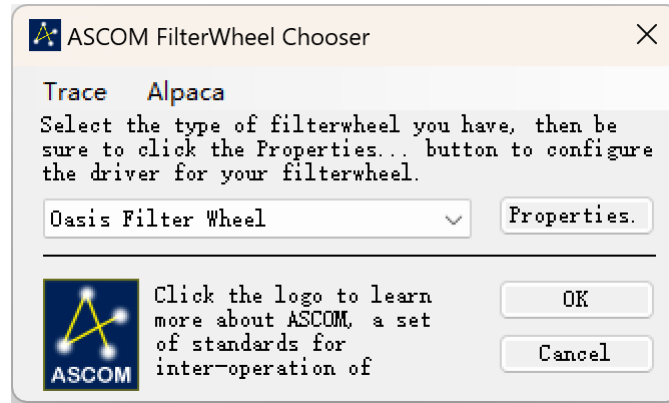 ASCOM FilterWheel Chooser
Trace Alpaca
Select the type of filterwheel you have, then be
sure to click the Properties... button to configure
the driver for your filterwheel.
Oasis Filter Wheel
Properties.
Click the logo to learn
more about ASCOM, a set
of standards for
inter-operation of
OK
Cancel
ASCOM